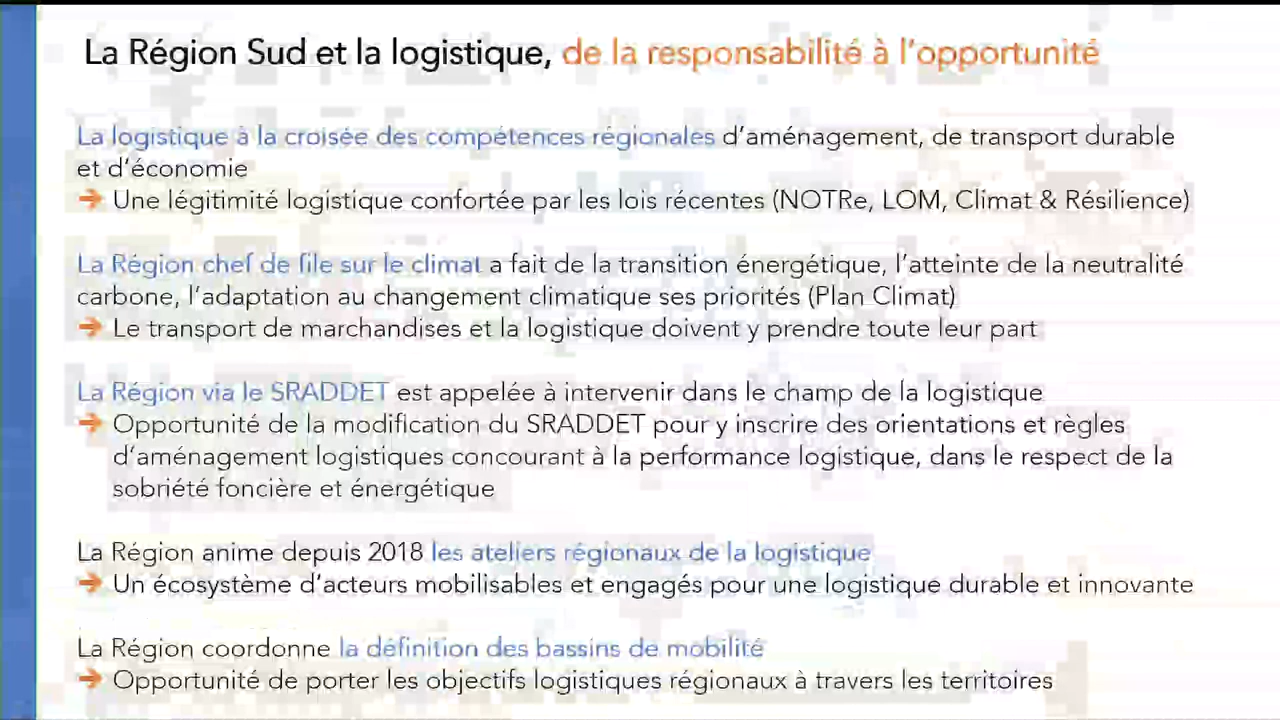 La Région Sud et la logistique, de la responsabilité à l'opportunité
La logistique à la croisée des compétences régionales d'aménagement, de transport durable
et d'économie
➔ Une légitimité logistique confortée par les lois récentes (NOTRe, LOM, Climat & Résilience)
La Région chef de file sur le climat a fait de la transition énergétique, l'atteinte de la neutralité
carbone, l'adaptation au changement climatique ses priorités (Plan Climat)
➔ Le transport de marchandises et la logistique doivent y prendre toute leur part
La Région via le SRADDET est appelée à intervenir dans le champ de la logistique
➔ Opportunité de la modification du SRADDET pour y inscrire des orientations et règles
d'aménagement logistiques concourant à la performance logistique, dans le respect de la
sobriété foncière et énergétique
La Région anime depuis 2018 les ateliers régionaux de la logistique
➔ Un écosystème d'acteurs mobilisables et engagés pour une logistique durable et innovante
La Région coordonne la définition des bassins de mobilité
➔ Opportunité de porter les objectifs logistiques régionaux à travers les territoires